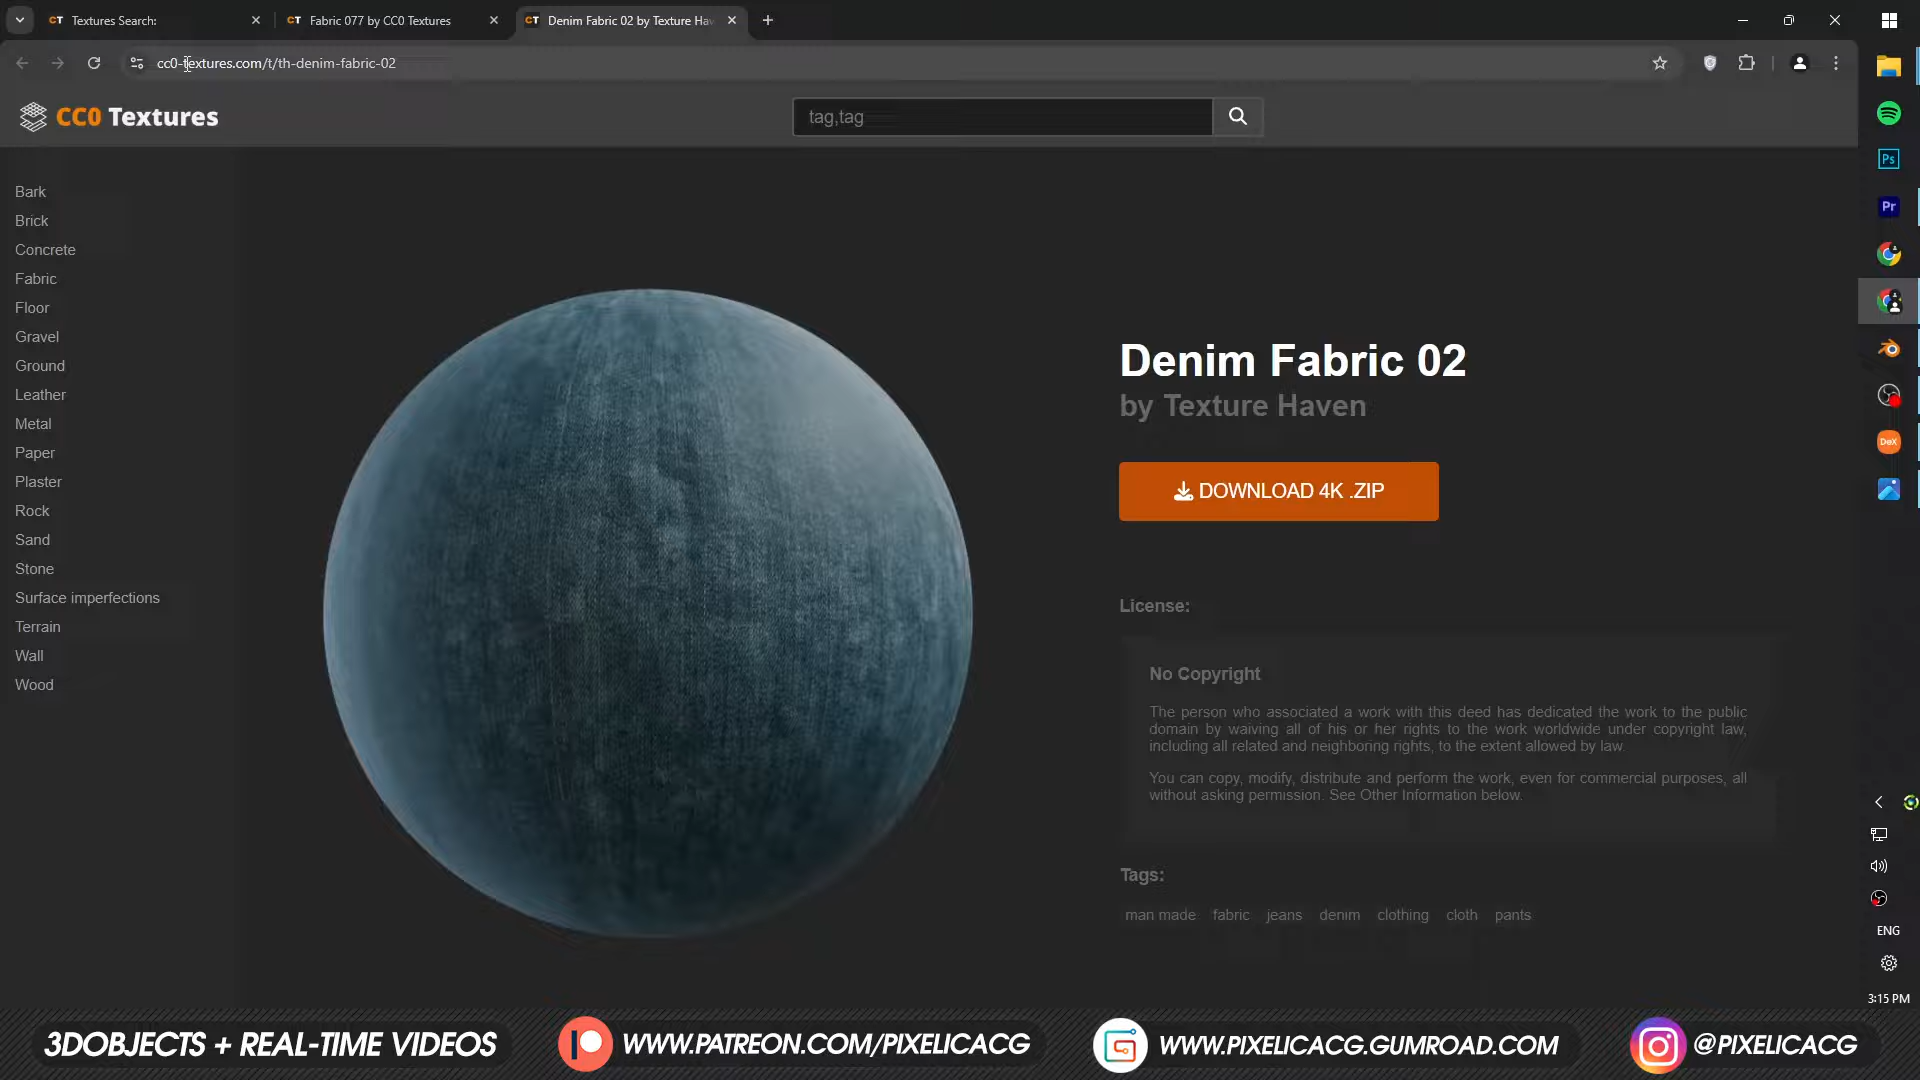 CT Textures Search:
CT Fabric 077 by CC0 Textures
CT Denim Fabric 02 by Texture Hav
cc0-textures.com/t/th-denim-fabric-02
CC0 Textures
tag,tag
Bark
Brick
Concrete
Fabric
Floor
Gravel
Ground
Leather
Metal
Paper
Plaster
Rock
Sand
Stone
Surface imperfections
Terrain
Wall
Wood
Denim Fabric 02
by Texture Haven
DOWNLOAD 4K .ZIP
License:
No Copyright
The person who associated a work with this deed has dedicated the work to the public
domain by waiving all of his or her rights to the work worldwide under copyright law,
including all related and neighboring rights, to the extent allowed by law.
You can copy, modify, distribute and perform the work, even for commercial purposes, all
without asking permission. See Other Information below.
Tags:
man made fabric jeans denim clothing cloth pants
Ps
Pr
DeX
ENG
3:15 PM
3DOBJECTS + REAL-TIME VIDEOS
WWW.PATREON.COM/PIXELICACG
WWW.PIXELICACG.GUMROAD.COM
@PIXELICACG